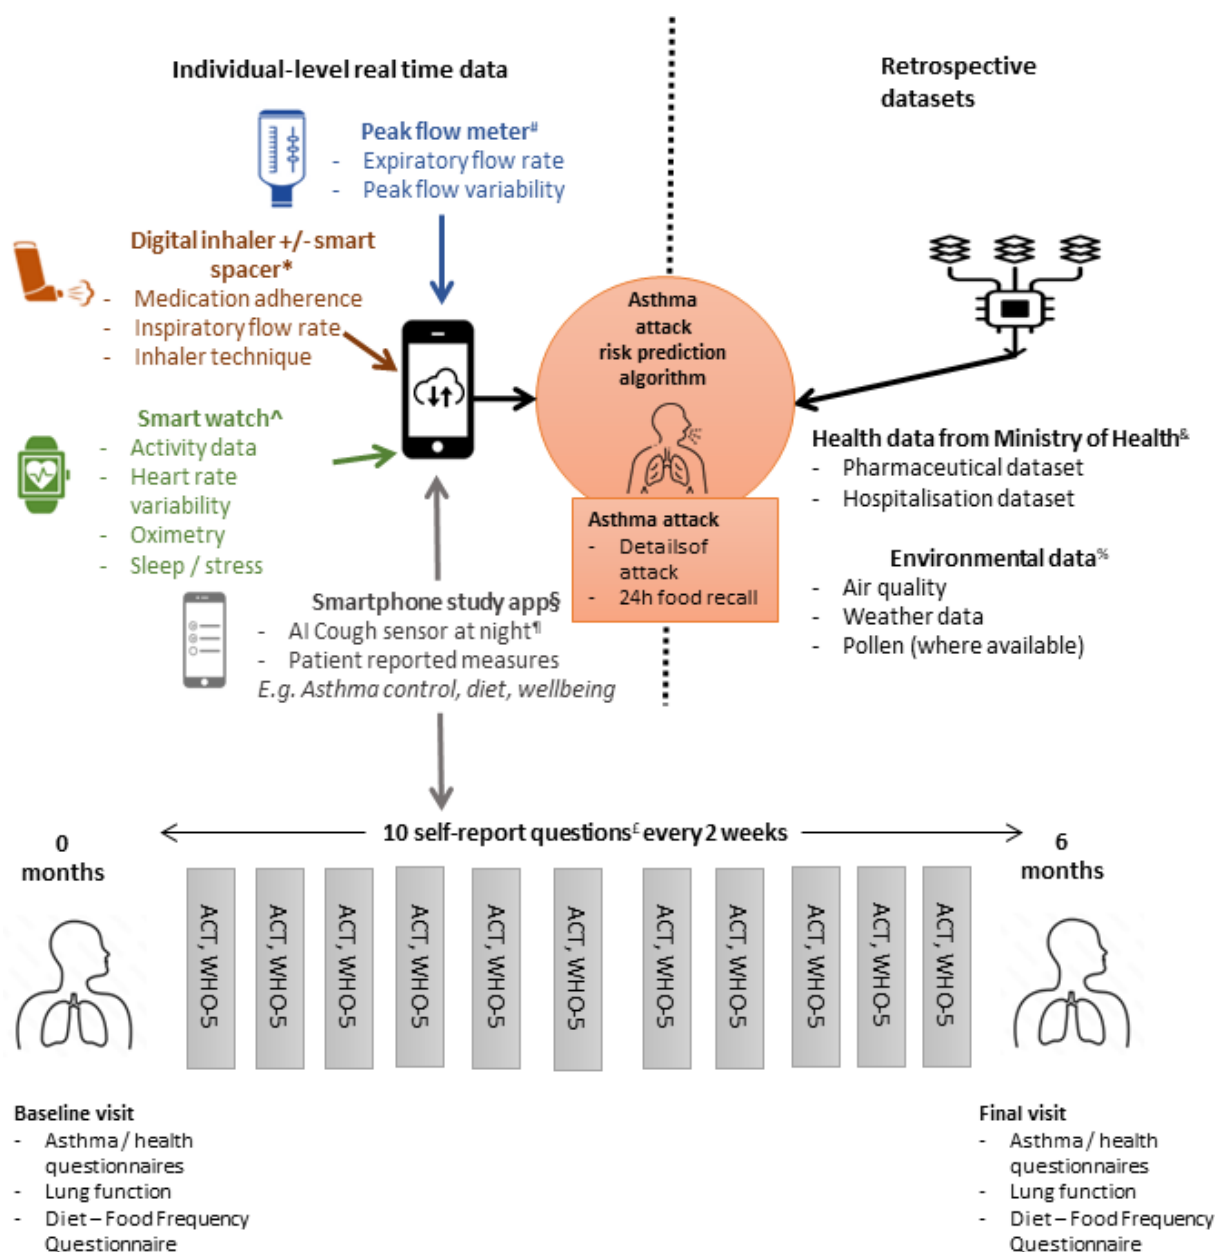 Individual-level real time data
Retrospective
datasets
Peak flow meter#
- Expiratory flow rate
- Peak flow variability
Digital inhaler +/- smart
spacer*
- Medication adherence
- Inspiratory flow rate
- Inhaler technique
Smart watch^
- Activity data
- Heart rate
variability
- Oximetry
- Sleep / stress
Smartphone study app§
- AI Cough sensor at night¶
- Patient reported measures
E.g. Asthma control, diet, wellbeing
Asthma
attack
risk prediction
algorithm
Asthma attack
- Detailsof
attack
- 24h food recall
Health data from Ministry of Health&
- Pharmaceutical dataset
- Hospitalisation dataset
Environmental data%
- Air quality
- Weather data
- Pollen (where available)
10 self-report questions£ every 2 weeks
0
months
6
months
ACT, WHO-5
ACT, WHO-5
ACT, WHO-5
ACT, WHO-5
ACT, WHO-5
ACT, WHO-5
ACT, WHO-5
ACT, WHO-5
ACT, WHO-5
ACT, WHO-5
ACT, WHO-5
Baseline visit
- Asthma / health
questionnaires
- Lung function
- Diet – Food Frequency
Questionnaire
Final visit
- Asthma / health
questionnaires
- Lung function
- Diet – Food Frequency
Questionnaire